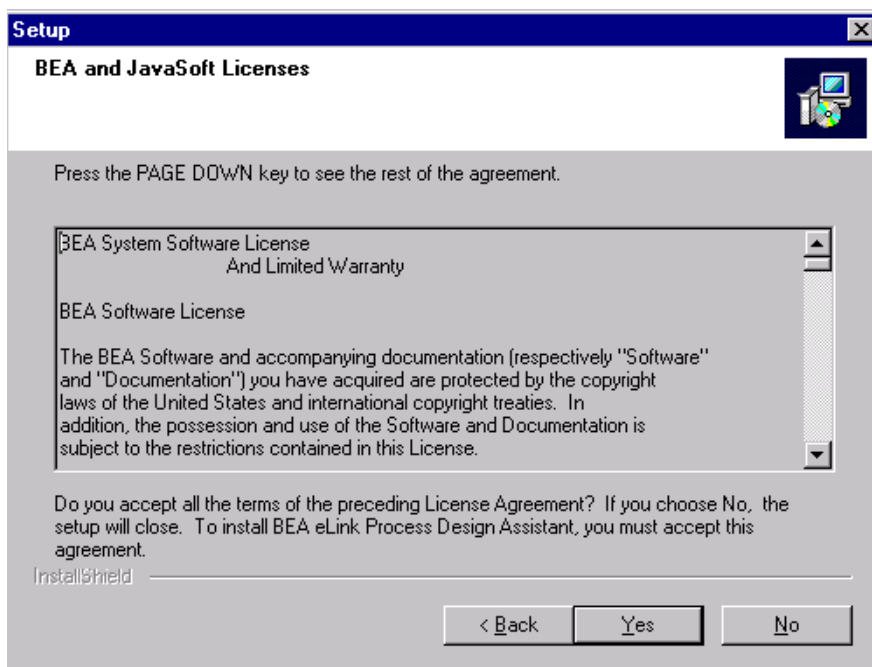 Setup
BEA and JavaSoft Licenses
Press the PAGE DOWN key to see the rest of the agreement.
BEA System Software License
And Limited Warranty
BEA Software License
The BEA Software and accompanying documentation (respectively "Software"
and "Documentation") you have acquired are protected by the copyright
laws of the United States and international copyright treaties.  In
addition, the possession and use of the Software and Documentation is
subject to the restrictions contained in this License.
Do you accept all the terms of the preceding License Agreement?  If you choose No,  the
setup will close.  To install BEA eLink Process Design Assistant, you must accept this
agreement.
InstallShield
< Back
Yes
No